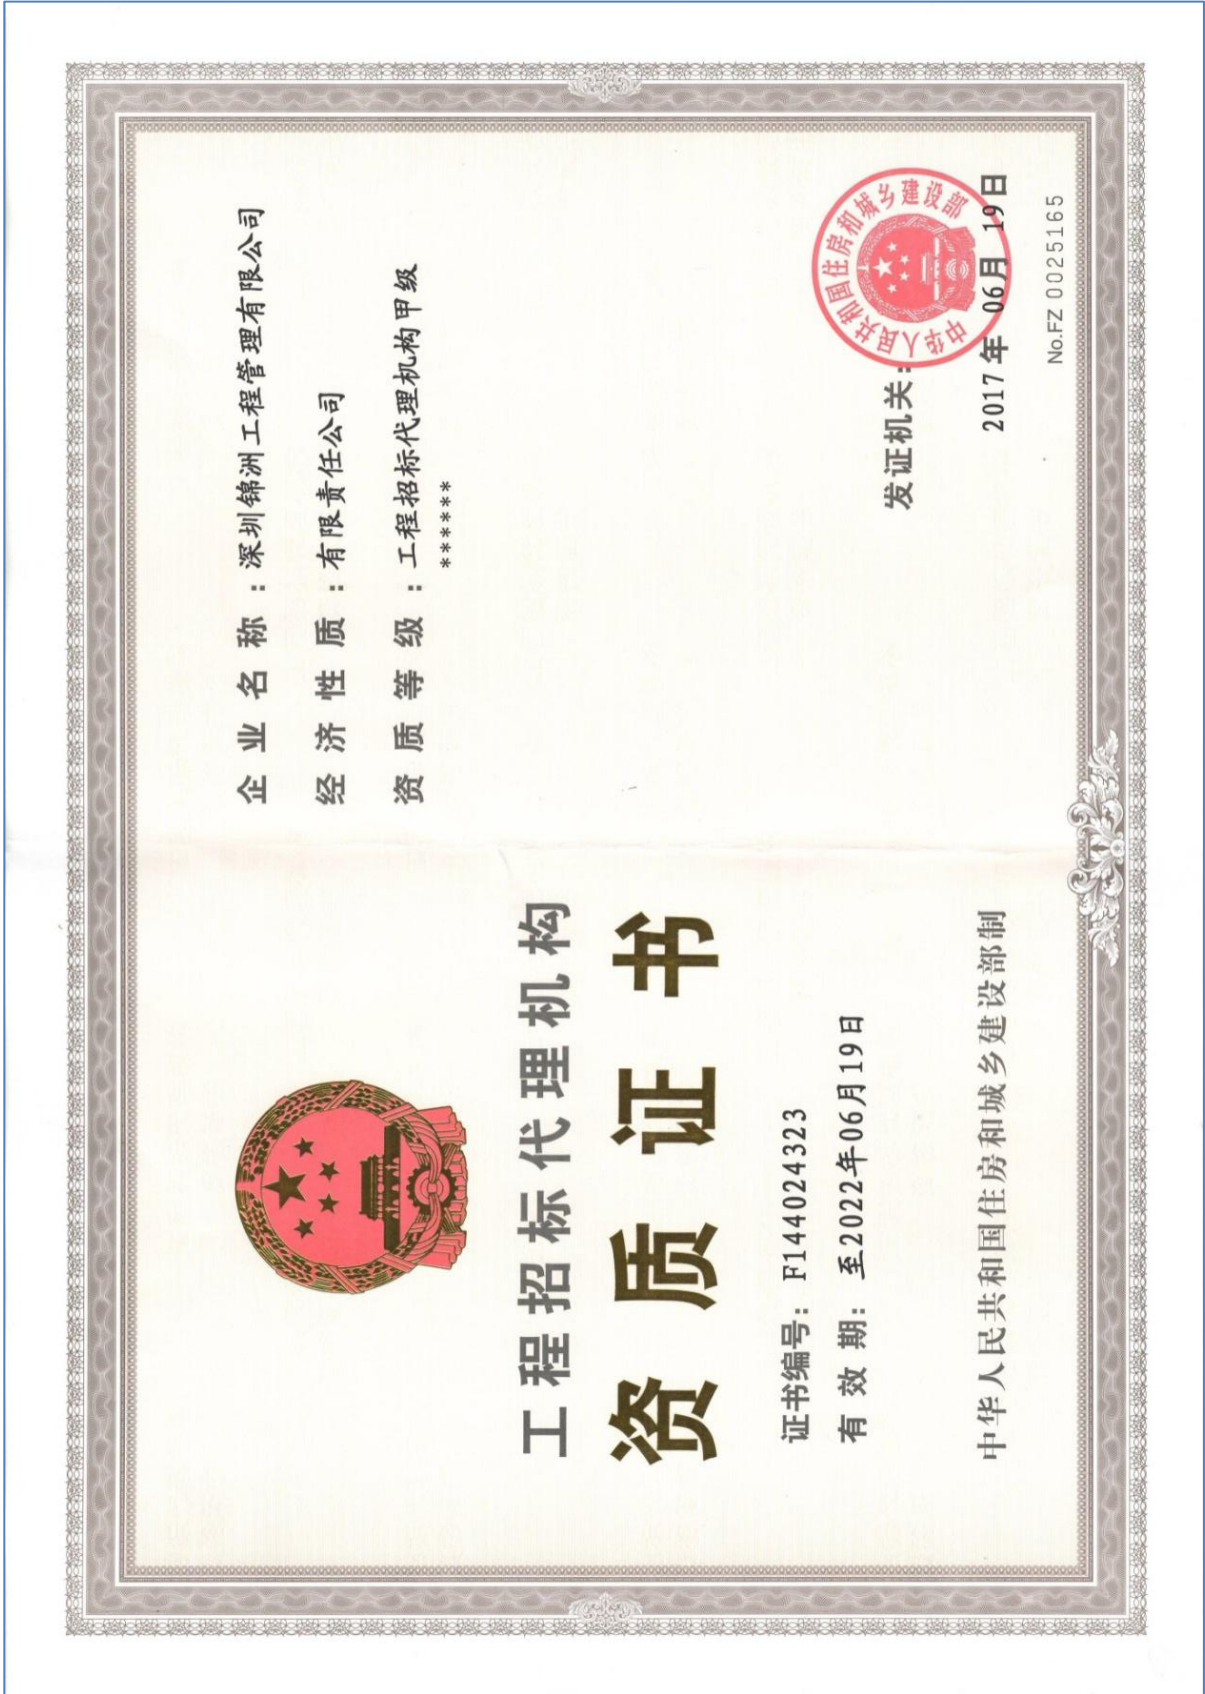 工程招标代理机构
资质证书
证书编号：F144024323
有效期：至2022年06月19日
中华人民共和国住房和城乡建设部制
企业名称：深圳锦洲工程管理有限公司
经济性质：有限责任公司
资质等级：工程招标代理机构甲级
*******
发证机关：
中华人民共和国住房和城乡建设部
2017年06月19日
No.FZ 0025165